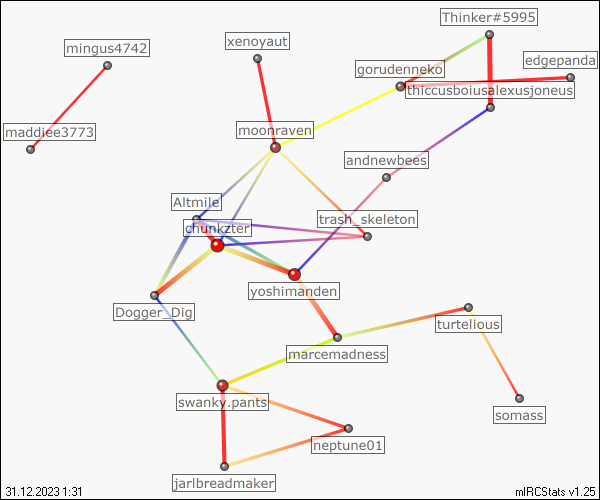 Thinker#5995
mingus4742
xenoyaut
edgepanda
gorudenneko
thiccusboiusalexusjoneus
maddiee3773
moonraven
andnewbees
Altmile
trash_skeleton
chunkzter
yoshimanden
Dogger_Dig
turtelious
marcemadness
swanky.pants
somass
neptune01
jarlbreadmaker
31.12.2023 1:31
mIRCStats v1.25